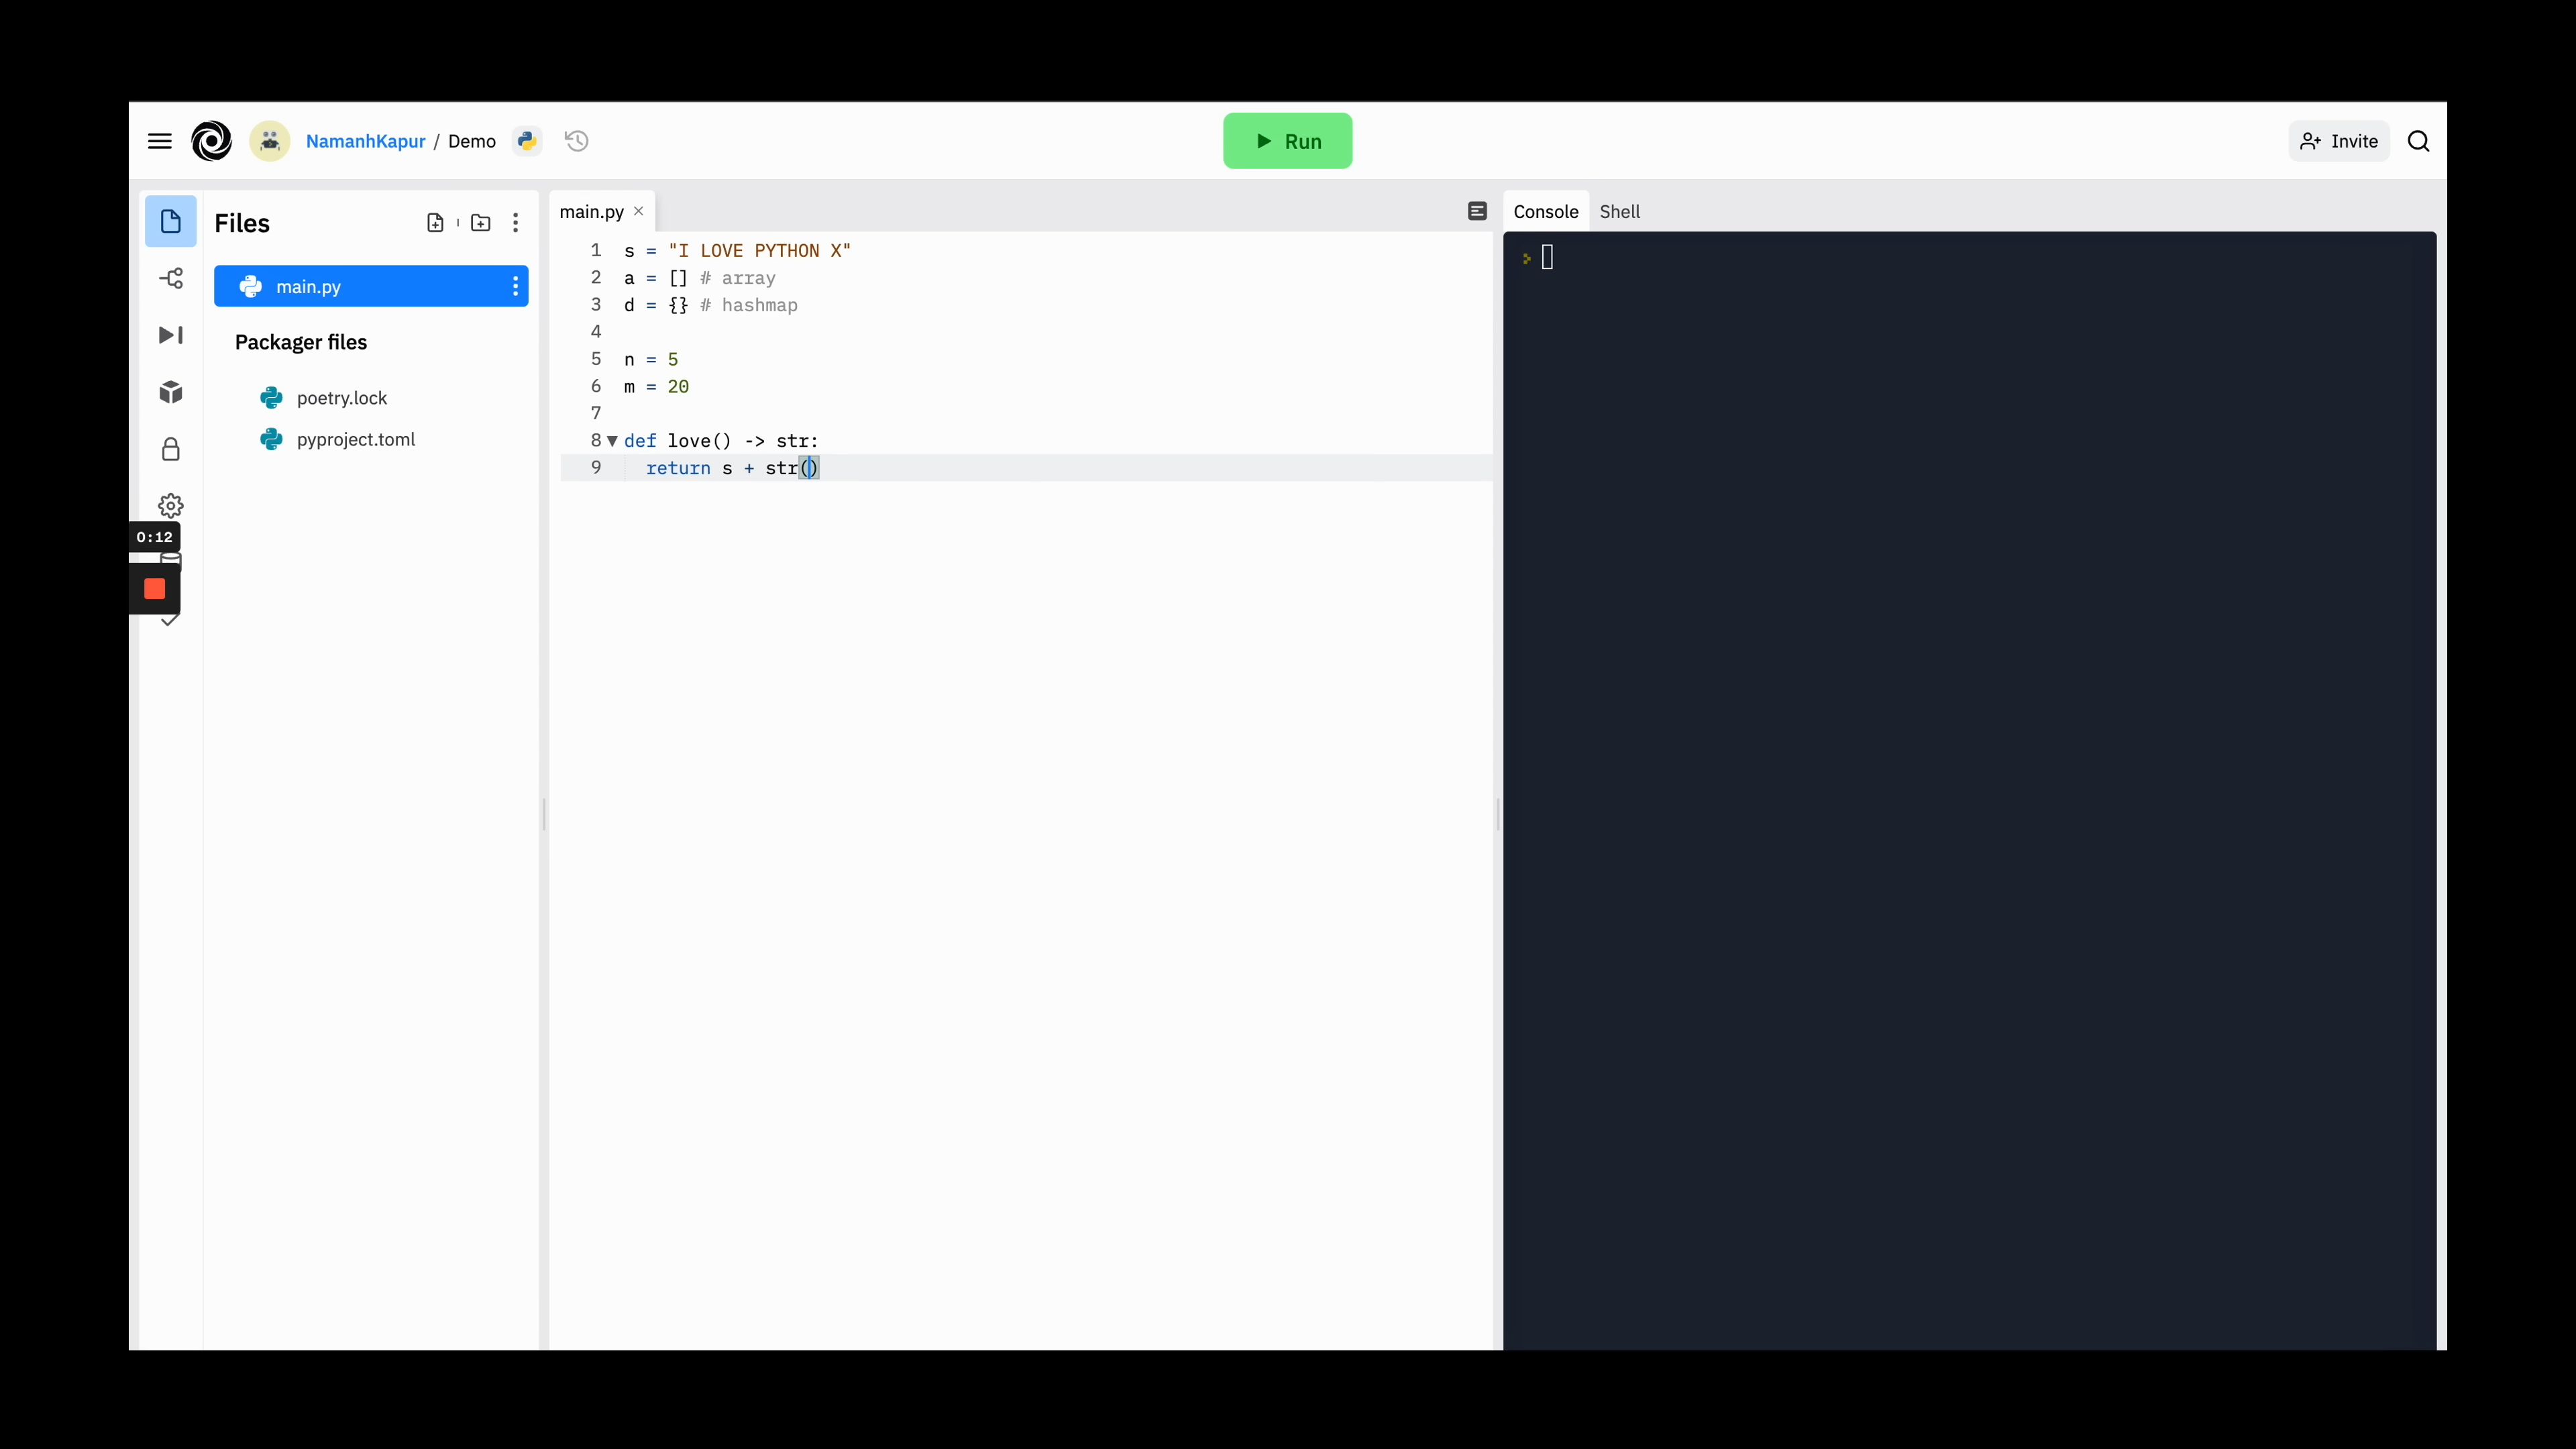 NamanhKapur / Demo
Run
Invite
Files
main.py
Packager files
poetry.lock
pyproject.toml
0:12
main.py
1 s = "I LOVE PYTHON X"
2 a = [] # array
3 d = {} # hashmap
4
5 n = 5
6 m = 20
7
8 def love() -> str:
9 return s + str()
Console Shell